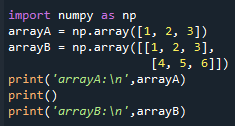 import numpy as np
arrayA = np.array([1, 2, 3])
arrayB = np.array([[1, 2, 3],
                   [4, 5, 6]])
print('arrayA:\n',arrayA)
print()
print('arrayB:\n',arrayB)